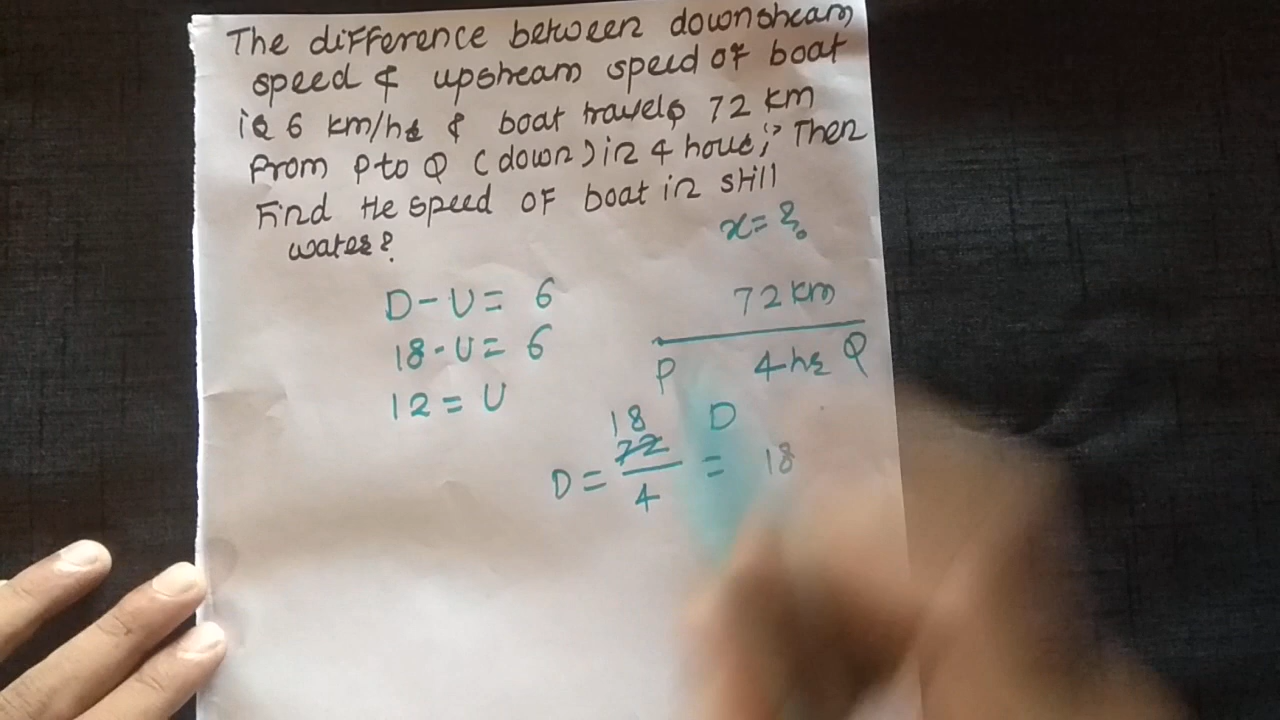 The difference between downstream
speed & upstream speed of boat
is 6 km/hr & boat travels 72 km
From P to Q (down) in 4 hour; Then
Find the speed of boat in still
water?
x = ?
D - U = 6
18 - U = 6
12 = U
72 km
P 4 hr Q
D
18
D = 72/4 = 18